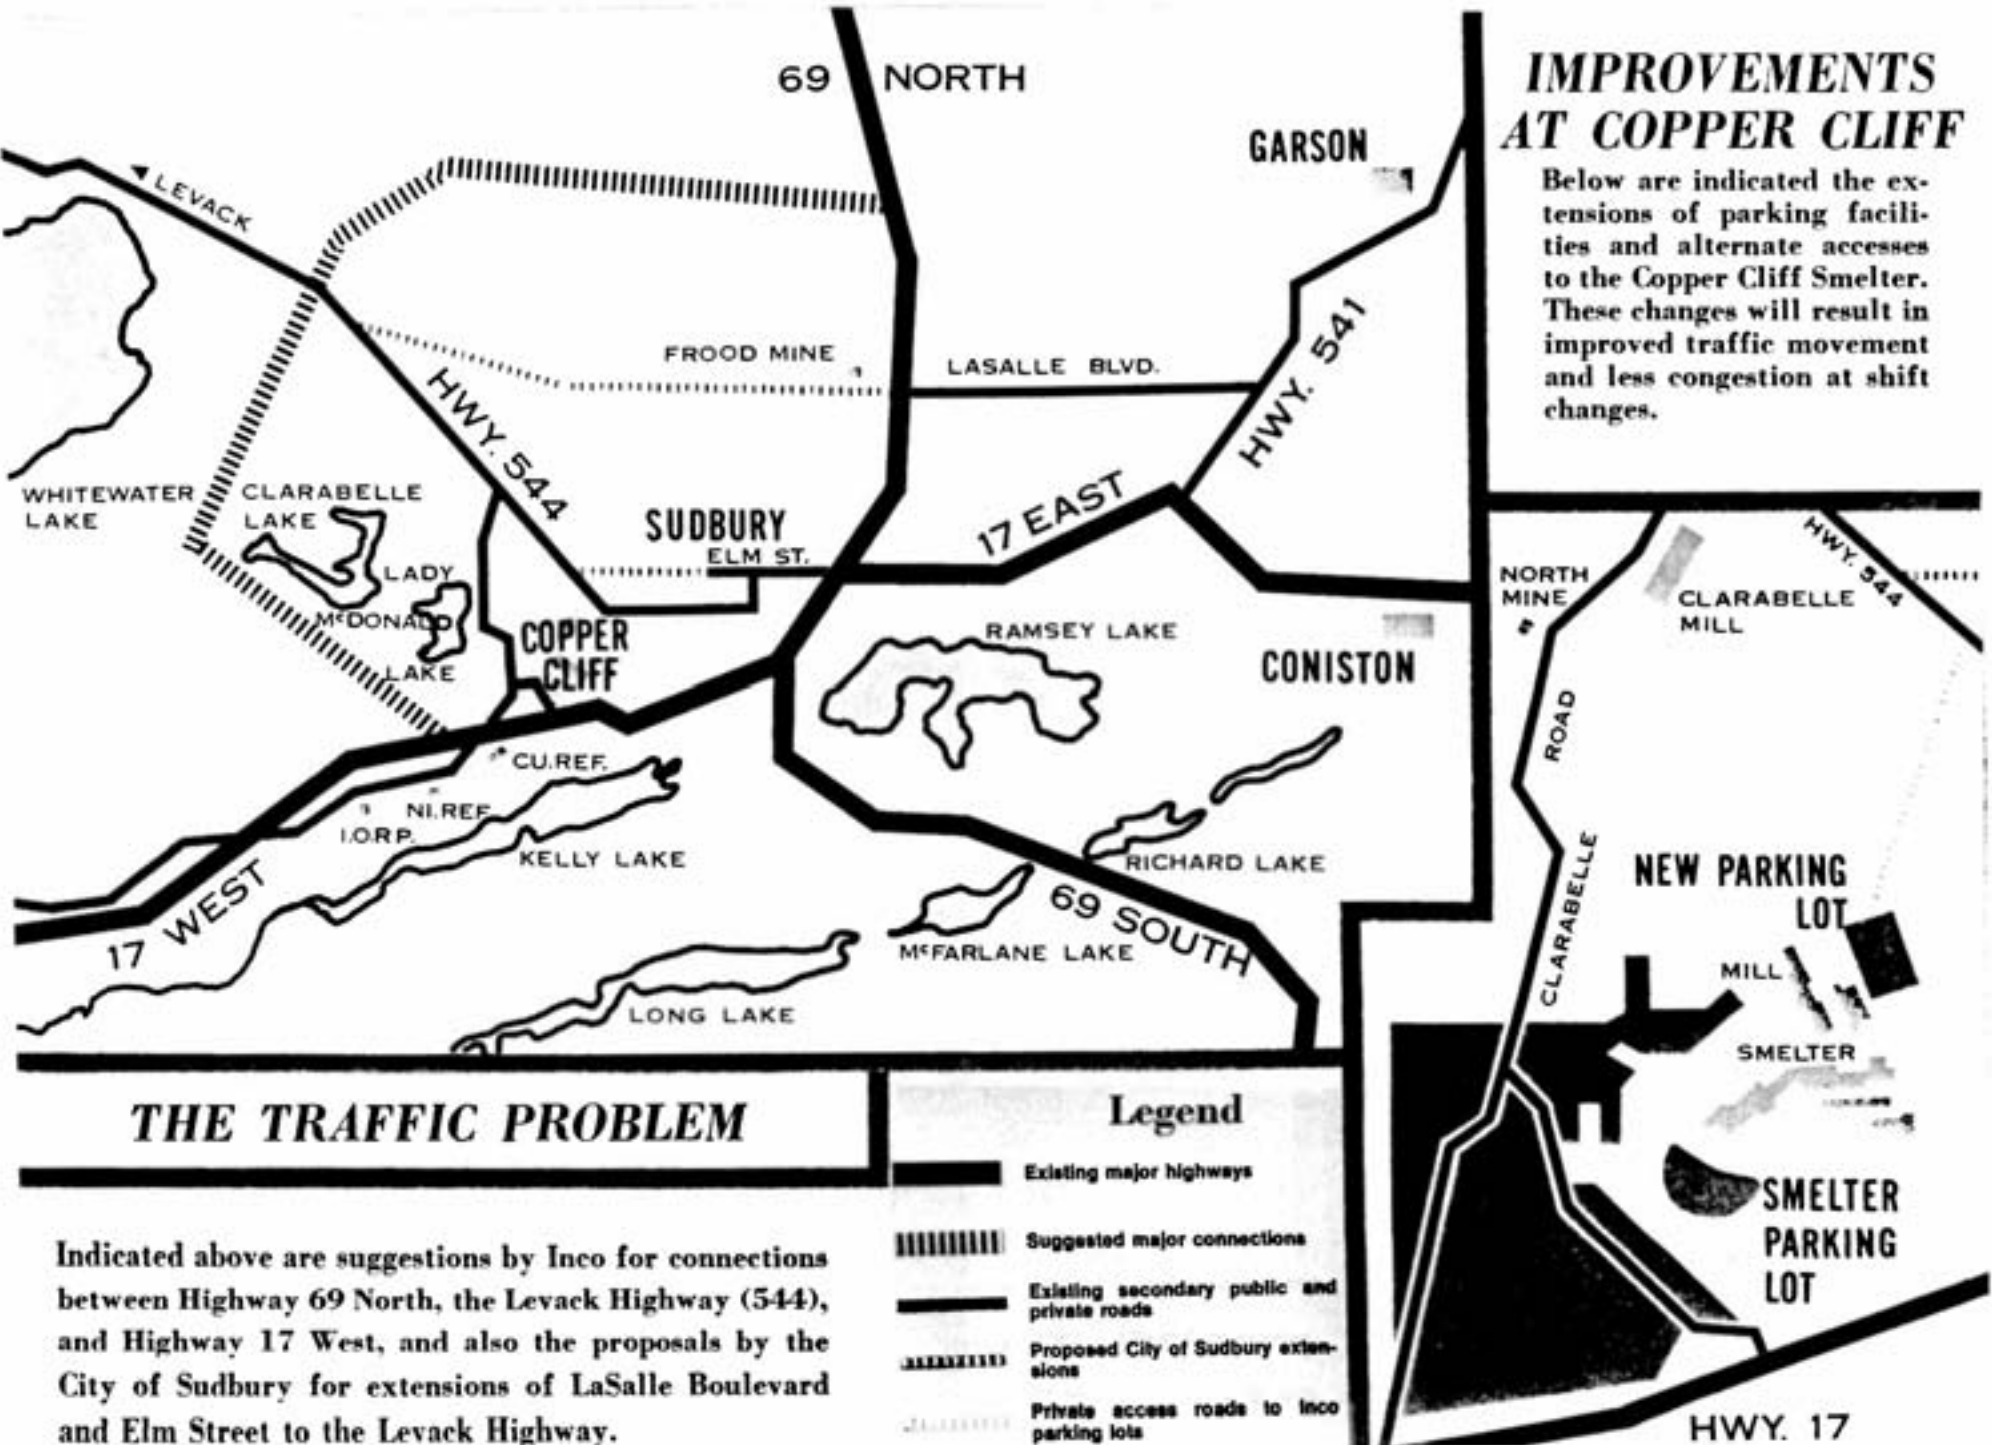 69 NORTH
GARSON
LEVACK
FROOD MINE
LASALLE BLVD.
HWY. 541
HWY. 544
WHITEWATER
LAKE
CLARABELLE
LAKE
SUDBURY
ELM ST.
17 EAST
LADY
McDONALD
LAKE
COPPER
CLIFF
RAMSEY LAKE
CONISTON
CU.REF.
NI.REF.
I.O.R.P.
KELLY LAKE
RICHARD LAKE
17 WEST
69 SOUTH
McFARLANE LAKE
LONG LAKE
IMPROVEMENTS
AT COPPER CLIFF
Below are indicated the ex-
tensions of parking facili-
ties and alternate accesses
to the Copper Cliff Smelter.
These changes will result in
improved traffic movement
and less congestion at shift
changes.
HWY. 544
NORTH
MINE
CLARABELLE
MILL
CLARABELLE ROAD
NEW PARKING
LOT
MILL
SMELTER
SMELTER
PARKING
LOT
HWY. 17
THE TRAFFIC PROBLEM
Indicated above are suggestions by Inco for connections
between Highway 69 North, the Levack Highway (544),
and Highway 17 West, and also the proposals by the
City of Sudbury for extensions of LaSalle Boulevard
and Elm Street to the Levack Highway.
Legend
Existing major highways
Suggested major connections
Existing secondary public and
private roads
Proposed City of Sudbury exten-
sions
Private access roads to Inco
parking lots